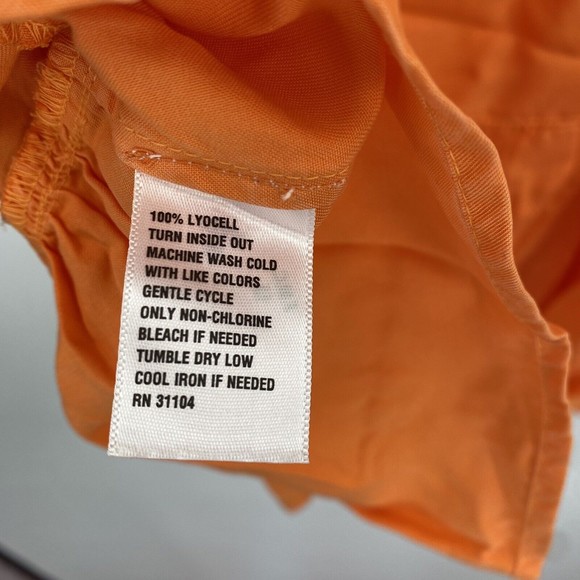 100% LYOCELL
TURN INSIDE OUT
MACHINE WASH COLD
WITH LIKE COLORS
GENTLE CYCLE
ONLY NON-CHLORINE
BLEACH IF NEEDED
TUMBLE DRY LOW
COOL IRON IF NEEDED
RN 31104